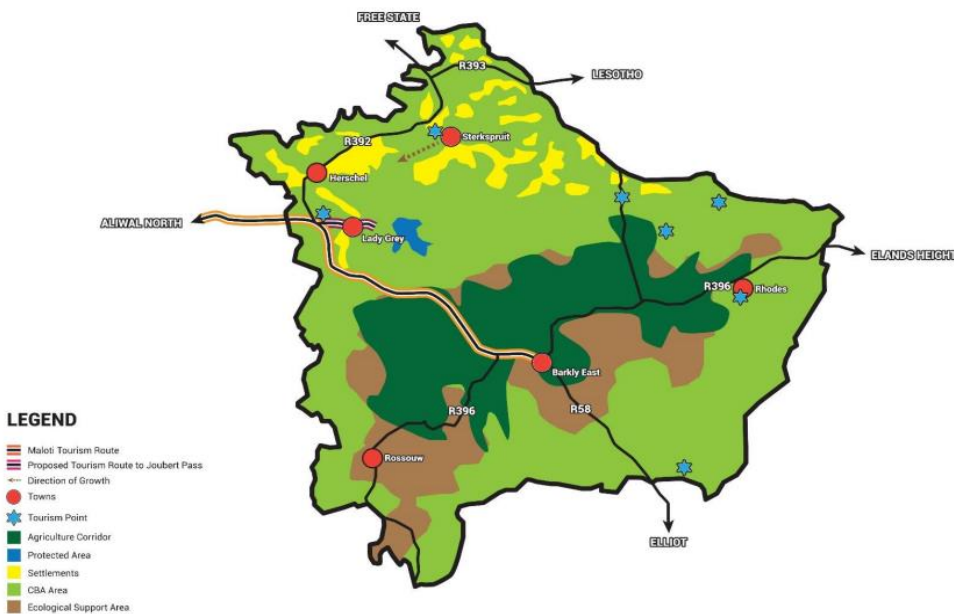 FREE STATE
R393
LESOTHO
Sterkspruit
R392
Herschel
ALIWAL NORTH
Lady Grey
ELANDS HEIGHT
R396
Rhodes
Barkly East
R396
R58
Rossouw
ELLIOT
LEGEND
Maloti Tourism Route
Proposed Tourism Route to Joubert Pass
Direction of Growth
Towns
Tourism Point
Agriculture Corridor
Protected Area
Settlements
CBA Area
Ecological Support Area